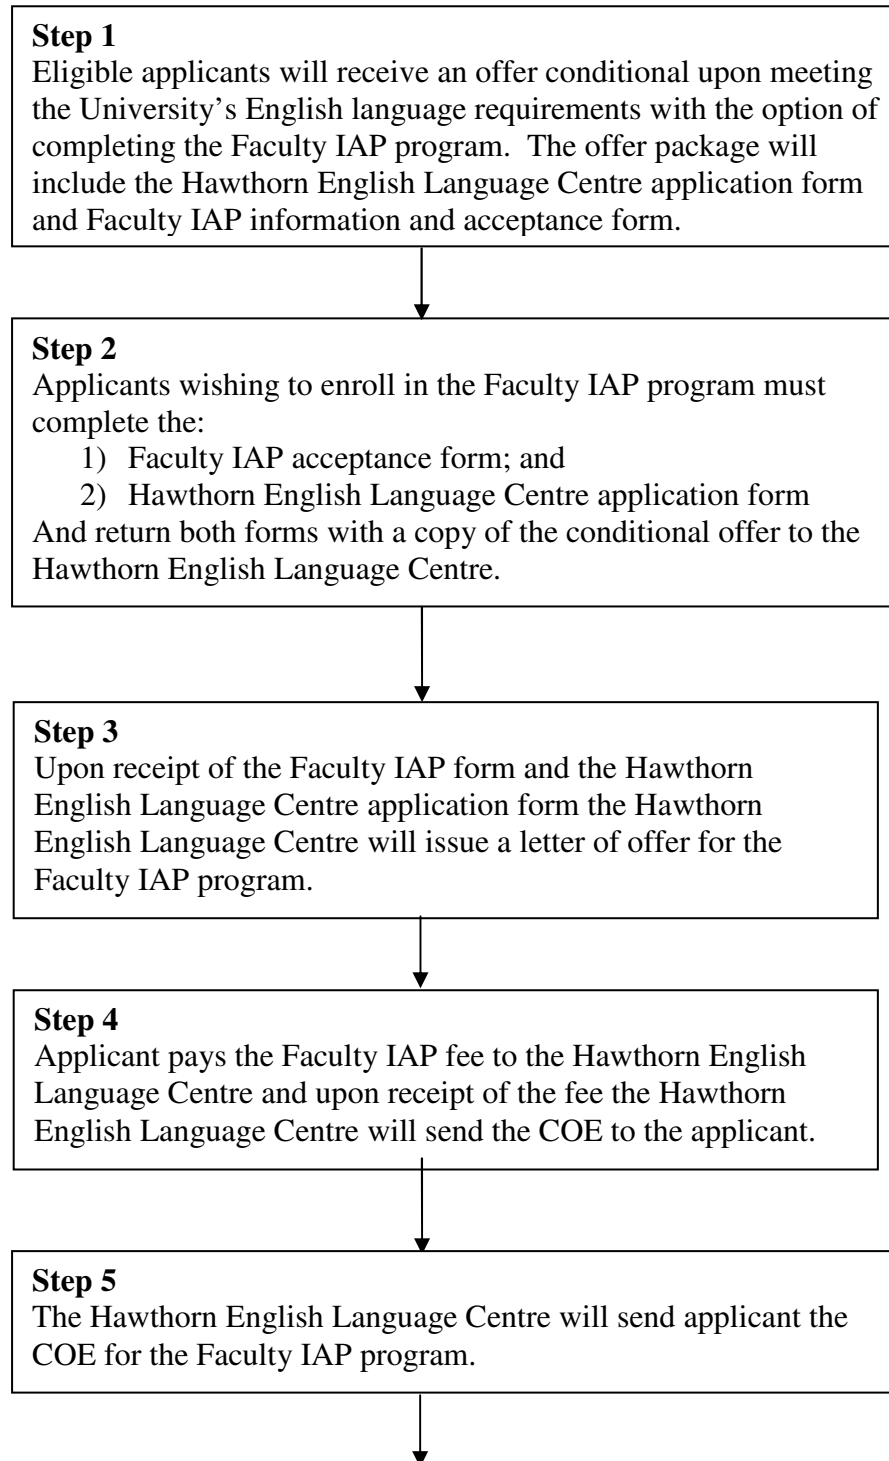 Step 1
Eligible applicants will receive an offer conditional upon meeting
the University's English language requirements with the option of
completing the Faculty IAP program.  The offer package will
include the Hawthorn English Language Centre application form
and Faculty IAP information and acceptance form.
Step 2
Applicants wishing to enroll in the Faculty IAP program must
complete the:
1) Faculty IAP acceptance form; and
2) Hawthorn English Language Centre application form
And return both forms with a copy of the conditional offer to the
Hawthorn English Language Centre.
Step 3
Upon receipt of the Faculty IAP form and the Hawthorn
English Language Centre application form the Hawthorn
English Language Centre will issue a letter of offer for the
Faculty IAP program.
Step 4
Applicant pays the Faculty IAP fee to the Hawthorn English
Language Centre and upon receipt of the fee the Hawthorn
English Language Centre will send the COE to the applicant.
Step 5
The Hawthorn English Language Centre will send applicant the
COE for the Faculty IAP program.